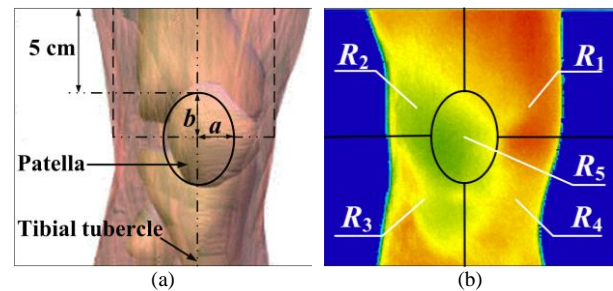 5 cm
b
a
Patella
Tibial tubercle
(a)
R2
R1
R5
R3
R4
(b)